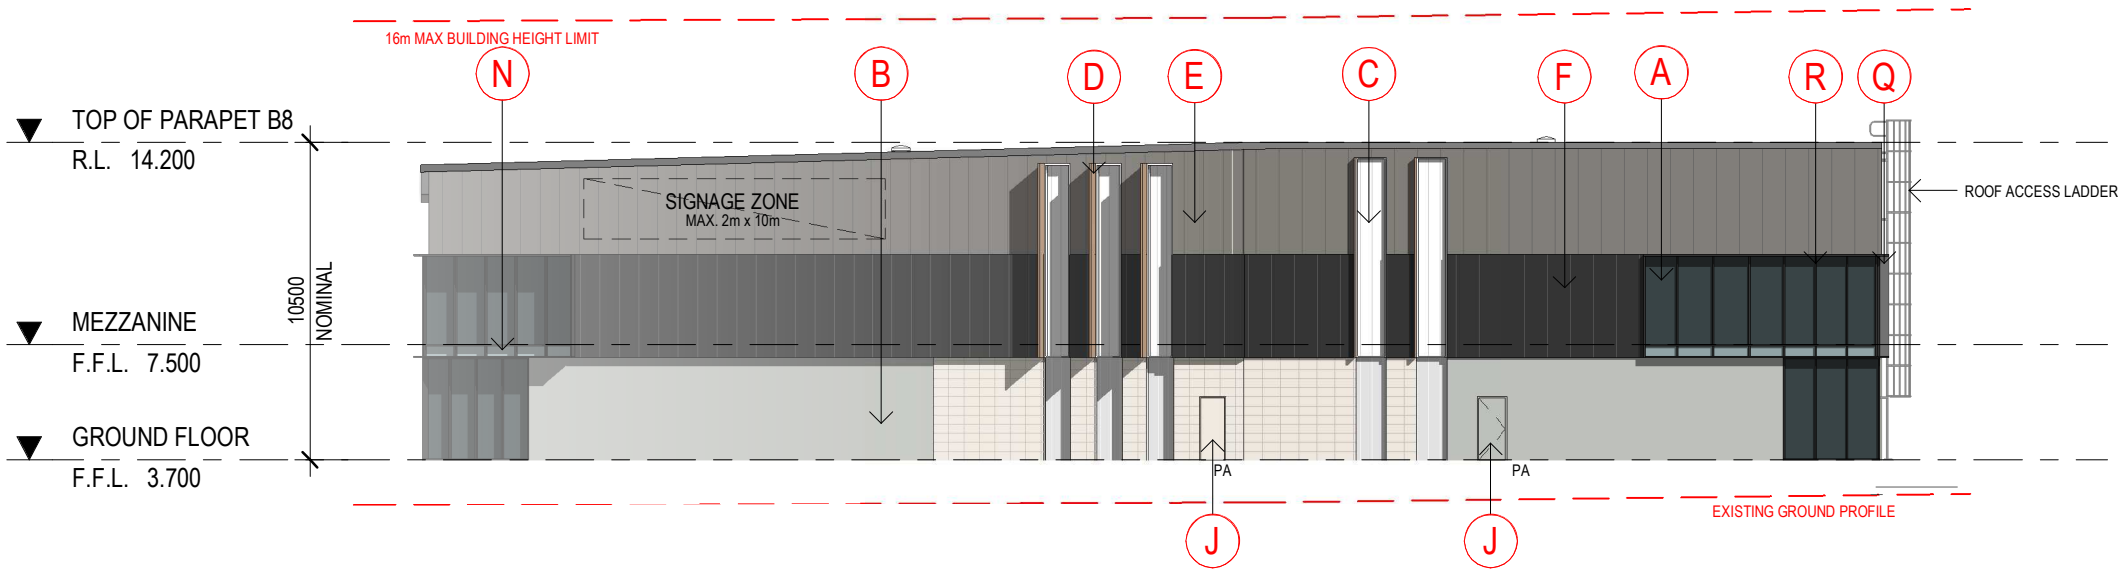 16m MAX BUILDING HEIGHT LIMIT
N
B
D
E
C
F
A
R
Q
TOP OF PARAPET B8
R.L. 14.200
SIGNAGE ZONE
MAX. 2m x 10m
ROOF ACCESS LADDER
10500
NOMINAL
MEZZANINE
F.F.L. 7.500
GROUND FLOOR
F.F.L. 3.700
PA
PA
EXISTING GROUND PROFILE
J
J